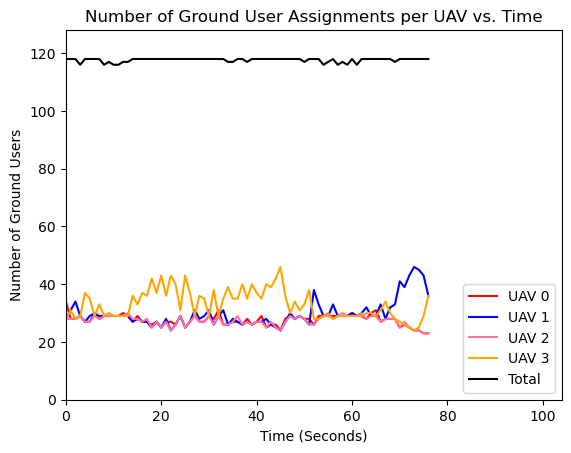 Number of Ground User Assignments per UAV vs. Time
Number of Ground Users
120
100
80
60
40
20
0
0 20 40 60 80 100
Time (Seconds)
UAV 0
UAV 1
UAV 2
UAV 3
Total